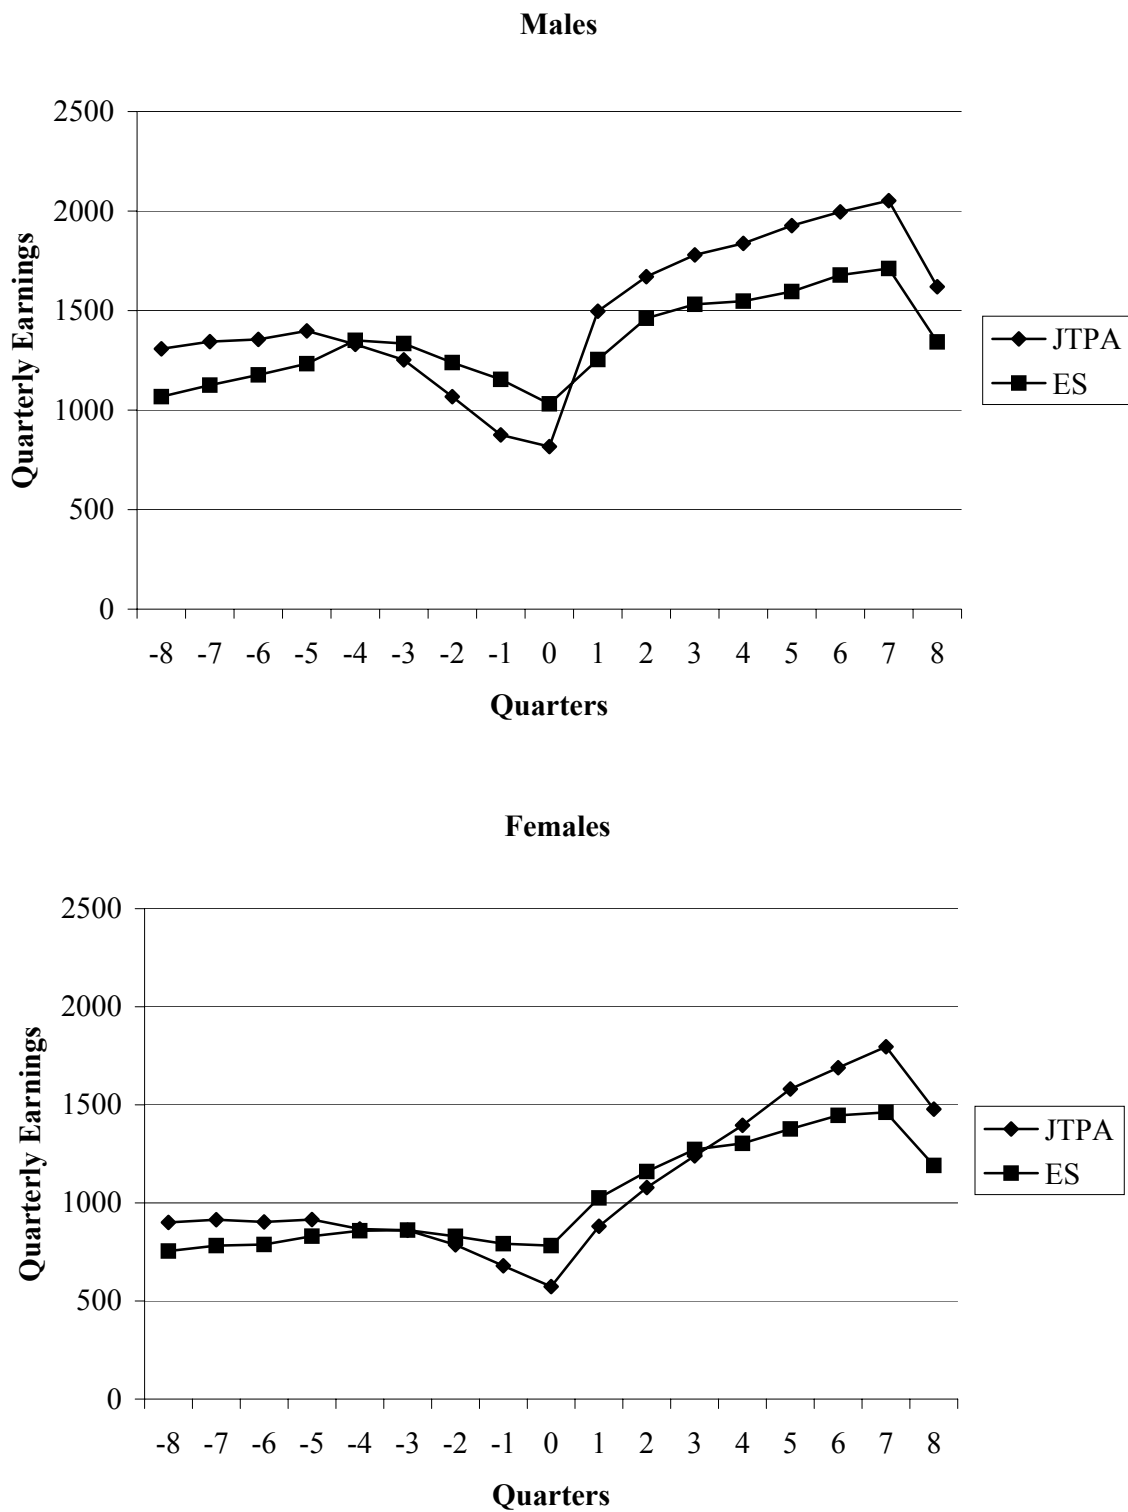 Males
2500
2000
1500
1000
500
0
Quarterly Earnings
-8 -7 -6 -5 -4 -3 -2 -1 0 1 2 3 4 5 6 7 8
Quarters
JTPA
ES
Females
2500
2000
1500
1000
500
0
Quarterly Earnings
-8 -7 -6 -5 -4 -3 -2 -1 0 1 2 3 4 5 6 7 8
Quarters
JTPA
ES